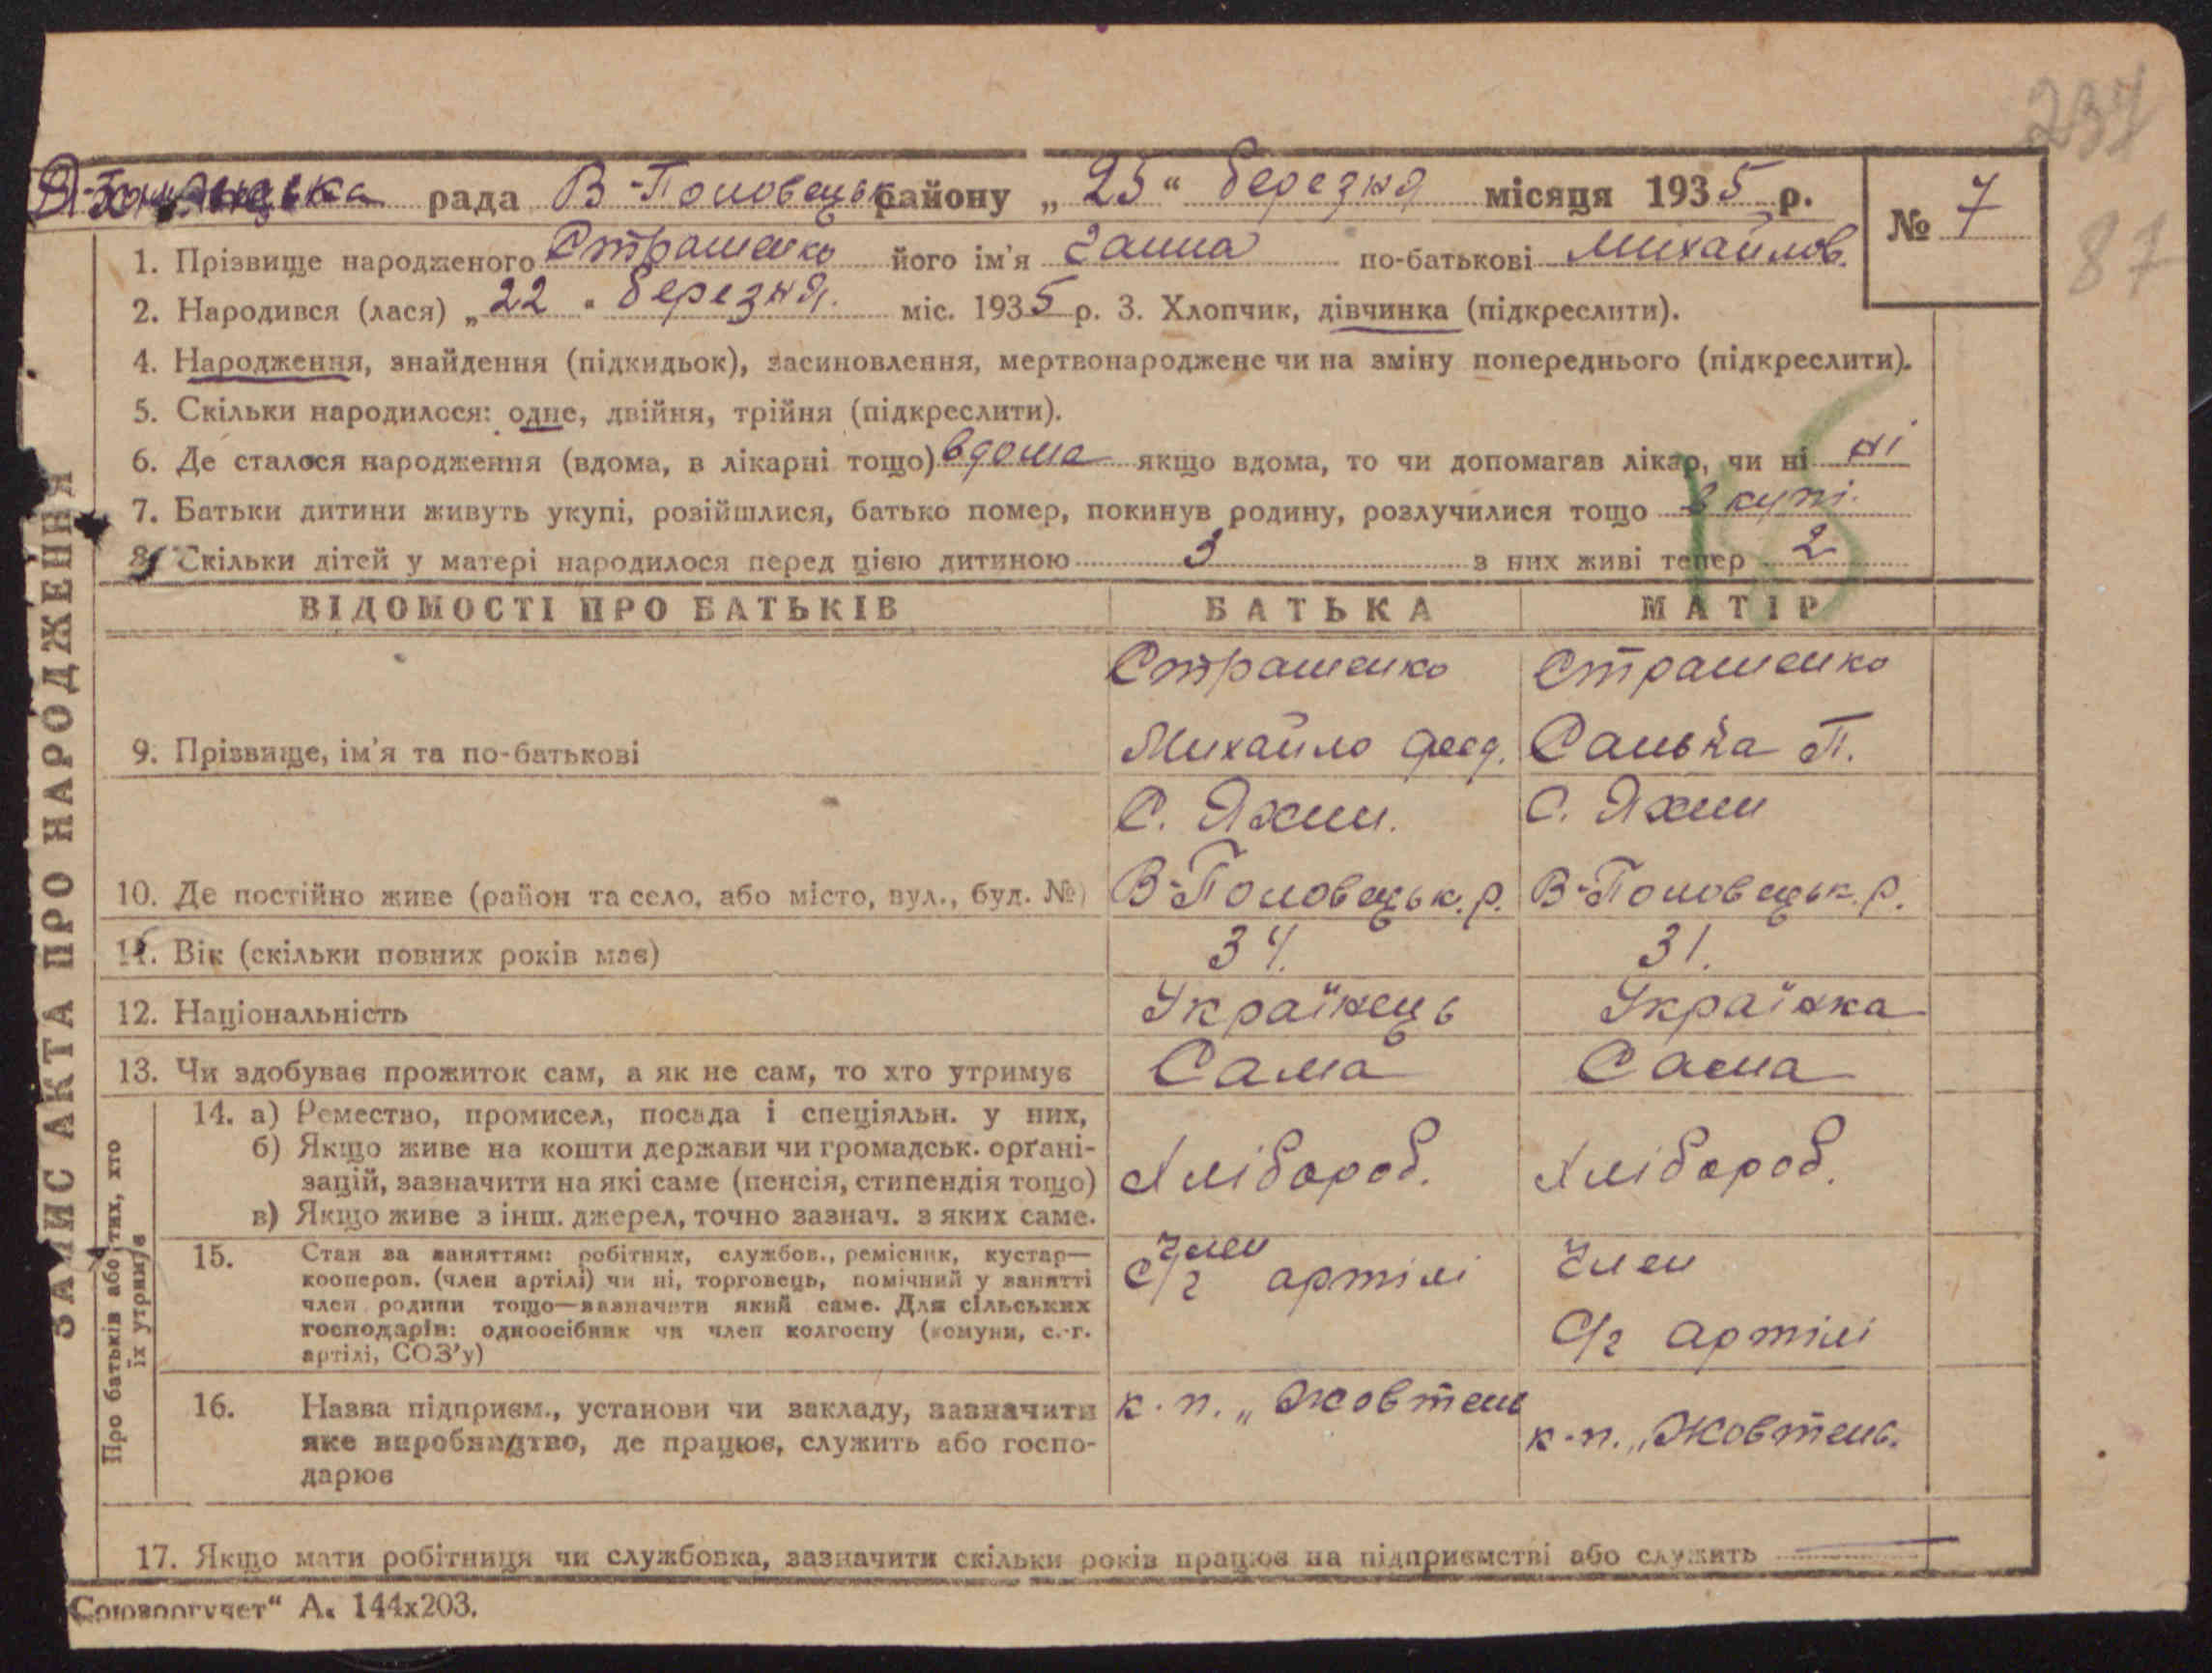 237
рада В-Половецьк району „25“ березня місяця 1935 р.
№ 7
87
1. Прізвище народженого Страшенко його ім'я Ганна по-батькові Михайлов.
2. Народився (лася) „22“ березня. міс. 1935 р. 3. Хлопчик, дівчинка (підкреслити).
4. Народження, знайдення (підкидьок), засиновлення, мертвонароджене чи на зміну попереднього (підкреслити).
5. Скільки народилося: одне, двійня, трійня (підкреслити).
6. Де сталося народження (вдома, в лікарні тощо) вдома якщо вдома, то чи допомагав лікар, чи ні ні
7. Батьки дитини живуть укупі, розійшлися, батько помер, покинув родину, розлучилися тощо вкупі.
8. Скільки дітей у матері народилося перед цією дитиною 3 з них живі тепер 2
ВІДОМОСТІ ПРО БАТЬКІВ БАТЬКА МАТІР
Страшенко Страшенко
9. Прізвище, ім'я та по-батькові Михайло Фед. Санька П.
С. Яхни. С. Яхни
10. Де постійно живе (район та село, або місто, вул., буд. №) В-Половецьк. р. В-Половецьк. р.
11. Вік (скільки повних років має) 34. 31.
12. Національність Українець Українка
13. Чи здобуває прожиток сам, а як не сам, то хто утримує Сама Сама
14. а) Ремество, промисел, посада і спеціяльн. у них,
б) Якщо живе на кошти держави чи громадськ. орґані-
зацій, зазначити на які саме (пенсія, стипендія тощо) Хлібороб. Хлібороб.
в) Якщо живе з інш. джерел, точно зазнач. з яких саме.
15. Стан за заняттям: робітник, службов., ремісник, кустар— член Член
кооперов. (член артілі) чи ні, торговець, помічний у занятті с/г артілі
член родини тощо—зазначити який саме. Для сільських
господарів: одноосібник чи член колгоспу (комуни, с.-г. С/г артілі
артілі, СОЗ'у)
16. Назва підприєм., установи чи закладу, зазначити к. п. „Жовтень
яке виробництво, де працює, служить або госпо- к. п. „Жовтень.
дарює
17. Якщо мати робітниця чи службовка, зазначити скільки років працює на підприємстві або служить —
Союзоргучет“ А. 144х203.
ЗАПИС АКТА ПРО НАРОДЖЕННЯ
Про батьків або тих, хто
їх утримує